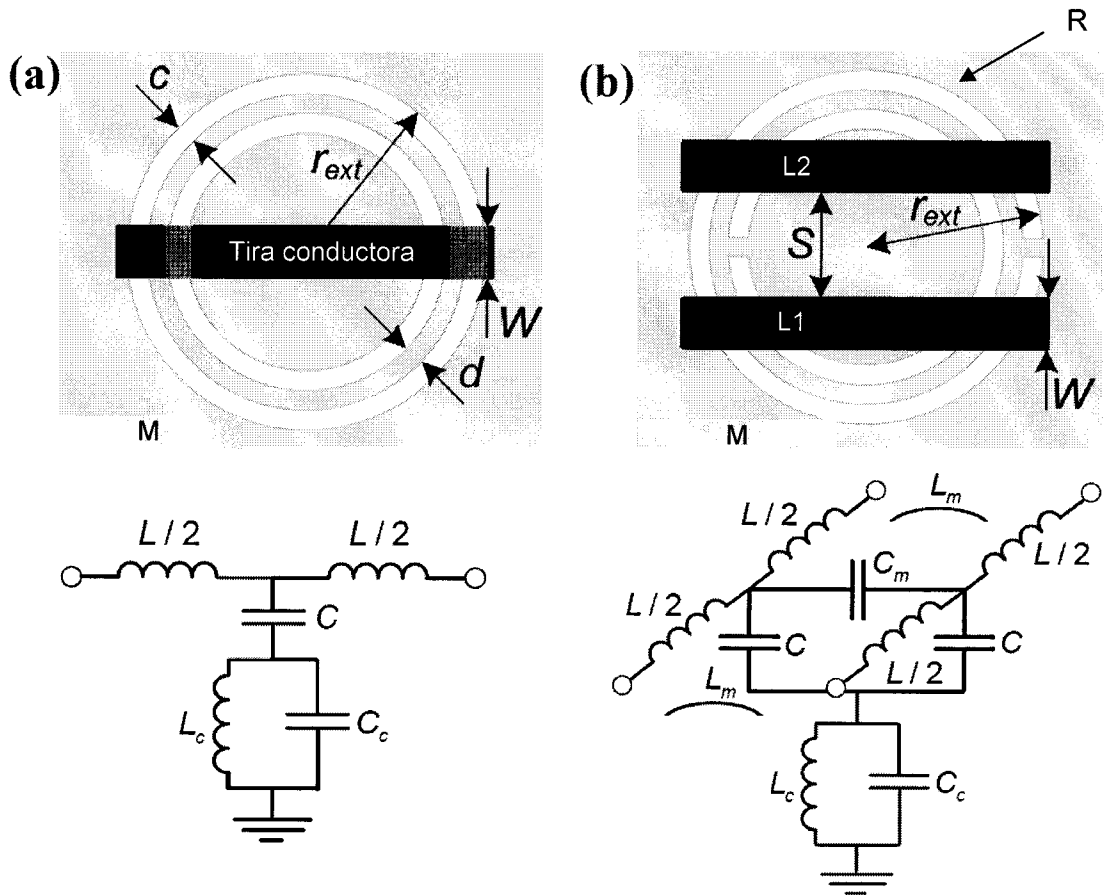 (a)
c
r_ext
Tira conductora
W
d
M
(b)
R
L2
S
r_ext
L1
W
M
L / 2
L / 2
C
L_c
C_c
L / 2
L_m
L / 2
C_m
L / 2
C
C
L / 2
L_m
L_c
C_c